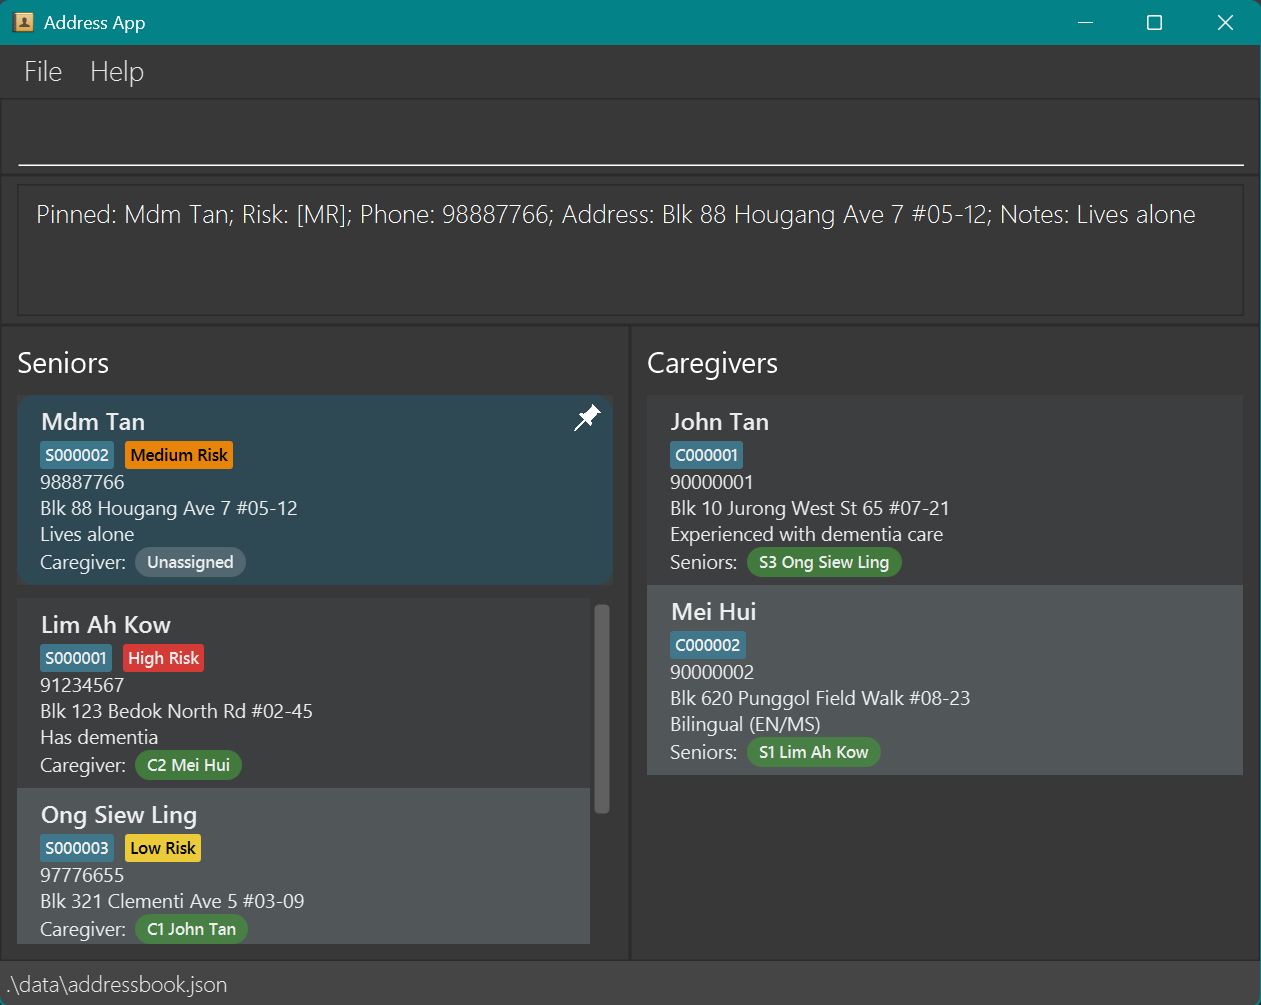 Address App
File Help
Pinned: Mdm Tan; Risk: [MR]; Phone: 98887766; Address: Blk 88 Hougang Ave 7 #05-12; Notes: Lives alone
Seniors
Mdm Tan
S000002 Medium Risk
98887766
Blk 88 Hougang Ave 7 #05-12
Lives alone
Caregiver: Unassigned
Lim Ah Kow
S000001 High Risk
91234567
Blk 123 Bedok North Rd #02-45
Has dementia
Caregiver: C2 Mei Hui
Ong Siew Ling
S000003 Low Risk
97776655
Blk 321 Clementi Ave 5 #03-09
Caregiver: C1 John Tan
Caregivers
John Tan
C000001
90000001
Blk 10 Jurong West St 65 #07-21
Experienced with dementia care
Seniors: S3 Ong Siew Ling
Mei Hui
C000002
90000002
Blk 620 Punggol Field Walk #08-23
Bilingual (EN/MS)
Seniors: S1 Lim Ah Kow
.\data\addressbook.json